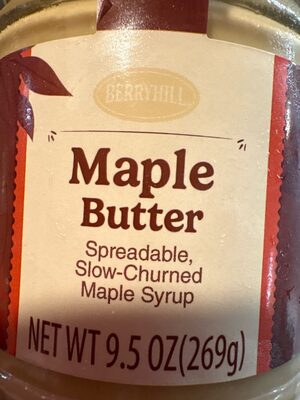 BERRYHILL
Maple
Butter
Spreadable,
Slow-Churned
Maple Syrup
NET WT 9.5 OZ(269g)